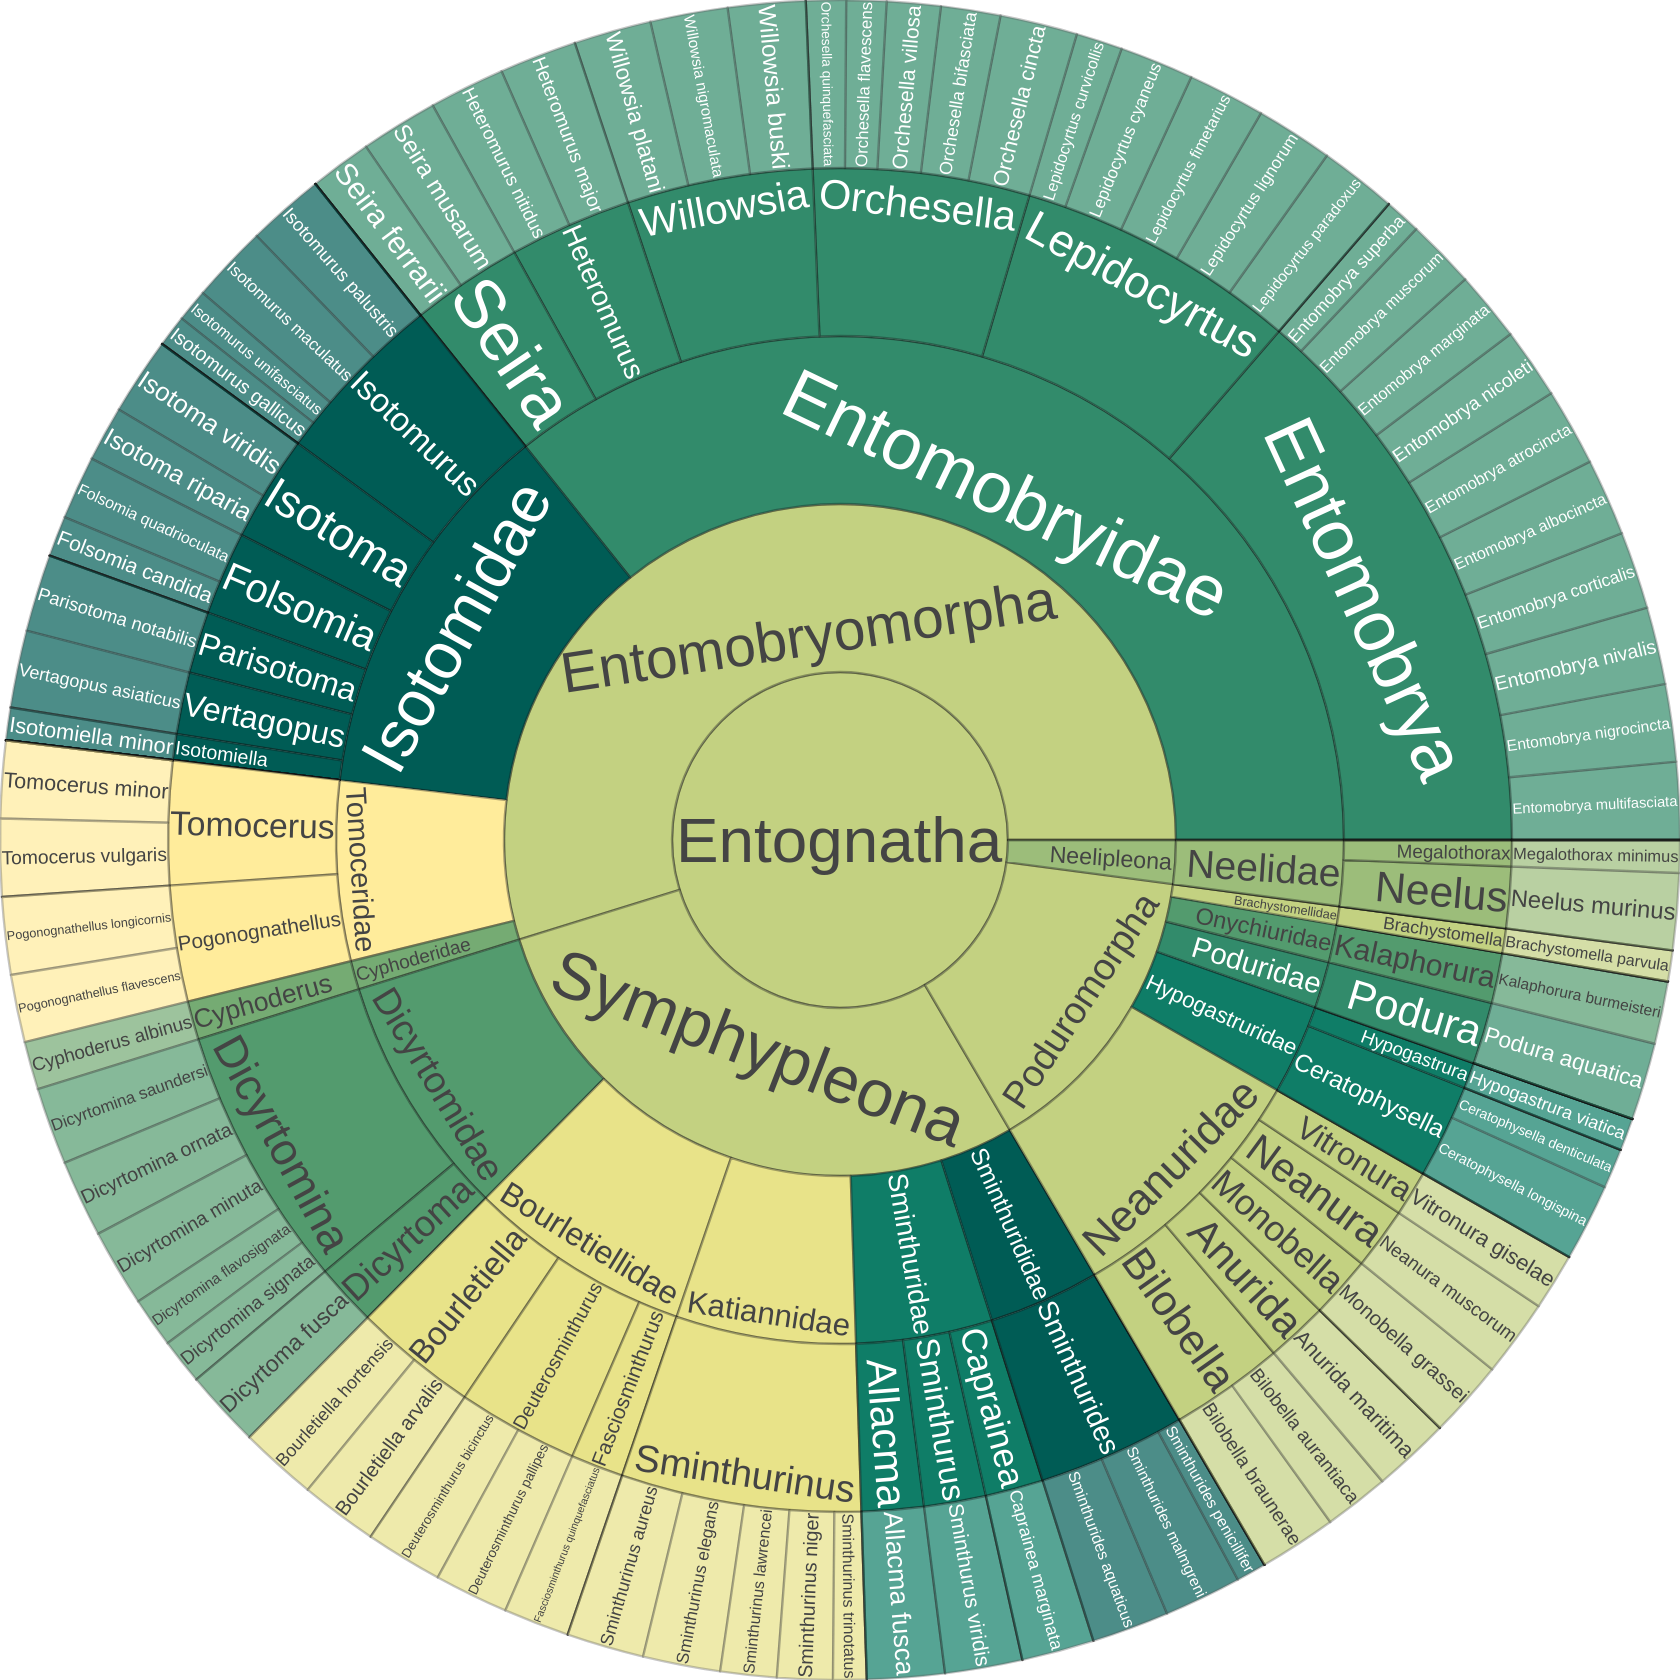 Entognatha
Entomobryomorpha
Symphypleona
Poduromorpha
Neelipleona
Entomobryidae
Isotomidae
Tomoceridae
Cyphoderidae
Dicyrtomidae
Bourletiellidae
Katiannidae
Sminthuridae
Sminthurididae
Neanuridae
Hypogastruridae
Poduridae
Onychiuridae
Brachystomellidae
Neelidae
Entomobrya
Lepidocyrtus
Orchesella
Willowsia
Heteromurus
Seira
Isotomurus
Isotoma
Folsomia
Parisotoma
Vertagopus
Isotomiella
Tomocerus
Pogonognathellus
Cyphoderus
Dicyrtomina
Dicyrtoma
Bourletiella
Deuterosminthurus
Fasciosminthurus
Sminthurinus
Allacma
Sminthurus
Caprainea
Sminthurides
Bilobella
Anurida
Monobella
Neanura
Vitronura
Ceratophysella
Hypogastrura
Podura
Kalaphorura
Brachystomella
Neelus
Megalothorax
Entomobrya multifasciata
Entomobrya nigrocincta
Entomobrya nivalis
Entomobrya corticalis
Entomobrya albocincta
Entomobrya atrocincta
Entomobrya nicoleti
Entomobrya marginata
Entomobrya muscorum
Entomobrya superba
Lepidocyrtus paradoxus
Lepidocyrtus lignorum
Lepidocyrtus fimetarius
Lepidocyrtus cyaneus
Lepidocyrtus curvicollis
Orchesella cincta
Orchesella bifasciata
Orchesella villosa
Orchesella flavescens
Orchesella quinquefasciata
Willowsia buski
Willowsia nigromaculata
Willowsia platani
Heteromurus major
Heteromurus nitidus
Seira musarum
Seira ferrarii
Isotomurus palustris
Isotomurus maculatus
Isotomurus unifasciatus
Isotomurus gallicus
Isotoma viridis
Isotoma riparia
Folsomia quadrioculata
Folsomia candida
Parisotoma notabilis
Vertagopus asiaticus
Isotomiella minor
Tomocerus minor
Tomocerus vulgaris
Pogonognathellus longicornis
Pogonognathellus flavescens
Cyphoderus albinus
Dicyrtomina saundersi
Dicyrtomina ornata
Dicyrtomina minuta
Dicyrtomina flavosignata
Dicyrtomina signata
Dicyrtoma fusca
Bourletiella hortensis
Bourletiella arvalis
Deuterosminthurus bicinctus
Deuterosminthurus pallipes
Fasciosminthurus quinquefasciatus
Sminthurinus aureus
Sminthurinus elegans
Sminthurinus lawrencei
Sminthurinus niger
Sminthurinus trinotatus
Allacma fusca
Sminthurus viridis
Caprainea marginata
Sminthurides aquaticus
Sminthurides malmgreni
Sminthurides penicillifer
Bilobella braunerae
Bilobella aurantiaca
Anurida maritima
Monobella grassei
Neanura muscorum
Vitronura giselae
Ceratophysella longispina
Ceratophysella denticulata
Hypogastrura viatica
Podura aquatica
Kalaphorura burmeisteri
Brachystomella parvula
Neelus murinus
Megalothorax minimus